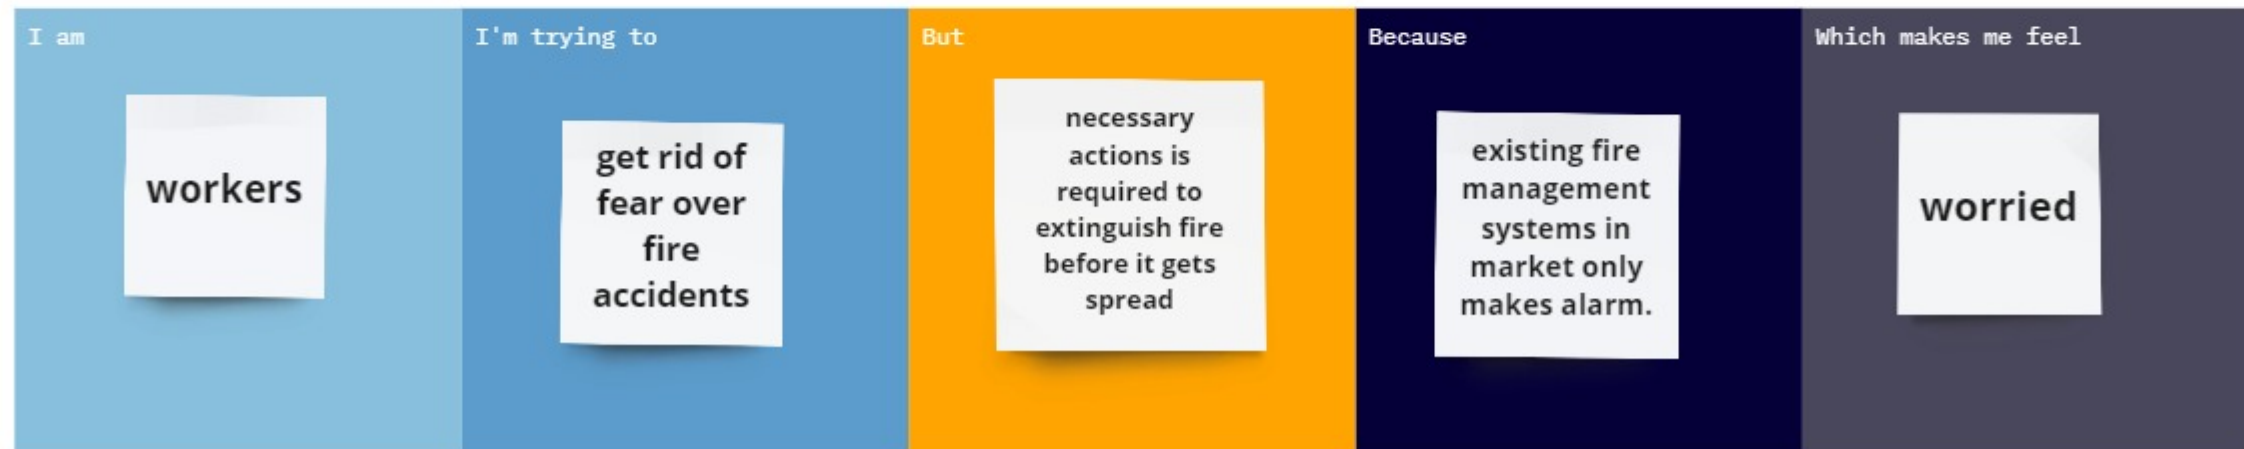 I am
workers
I'm trying to
get rid of
fear over
fire
accidents
But
necessary
actions is
required to
extinguish fire
before it gets
spread
Because
existing fire
management
systems in
market only
makes alarm.
Which makes me feel
worried